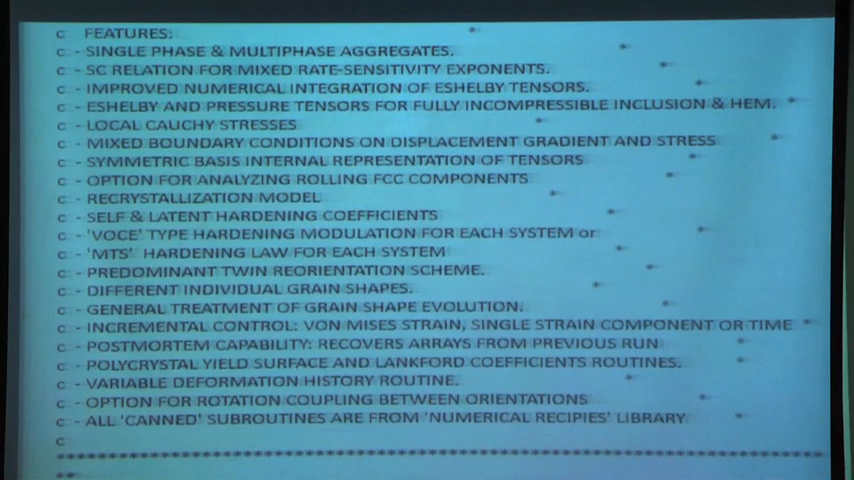 c FEATURES: *
c - SINGLE PHASE & MULTIPHASE AGGREGATES. *
c - SC RELATION FOR MIXED RATE-SENSITIVITY EXPONENTS. *
c - IMPROVED NUMERICAL INTEGRATION OF ESHELBY TENSORS. *
c - ESHELBY AND PRESSURE TENSORS FOR FULLY INCOMPRESSIBLE INCLUSION & HEM. *
c - LOCAL CAUCHY STRESSES *
c - MIXED BOUNDARY CONDITIONS ON DISPLACEMENT GRADIENT AND STRESS *
c - SYMMETRIC BASIS INTERNAL REPRESENTATION OF TENSORS *
c - OPTION FOR ANALYZING ROLLING FCC COMPONENTS *
c - RECRYSTALLIZATION MODEL *
c - SELF & LATENT HARDENING COEFFICIENTS *
c - 'VOCE' TYPE HARDENING MODULATION FOR EACH SYSTEM or *
c - 'MTS' HARDENING LAW FOR EACH SYSTEM *
c - PREDOMINANT TWIN REORIENTATION SCHEME. *
c - DIFFERENT INDIVIDUAL GRAIN SHAPES. *
c - GENERAL TREATMENT OF GRAIN SHAPE EVOLUTION. *
c - INCREMENTAL CONTROL: VON MISES STRAIN, SINGLE STRAIN COMPONENT OR TIME *
c - POSTMORTEM CAPABILITY: RECOVERS ARRAYS FROM PREVIOUS RUN *
c - POLYCRYSTAL YIELD SURFACE AND LANKFORD COEFFICIENTS ROUTINES. *
c - VARIABLE DEFORMATION HISTORY ROUTINE. *
c - OPTION FOR ROTATION COUPLING BETWEEN ORIENTATIONS *
c - ALL 'CANNED' SUBROUTINES ARE FROM 'NUMERICAL RECIPIES' LIBRARY *
c
**********************************************************************
**